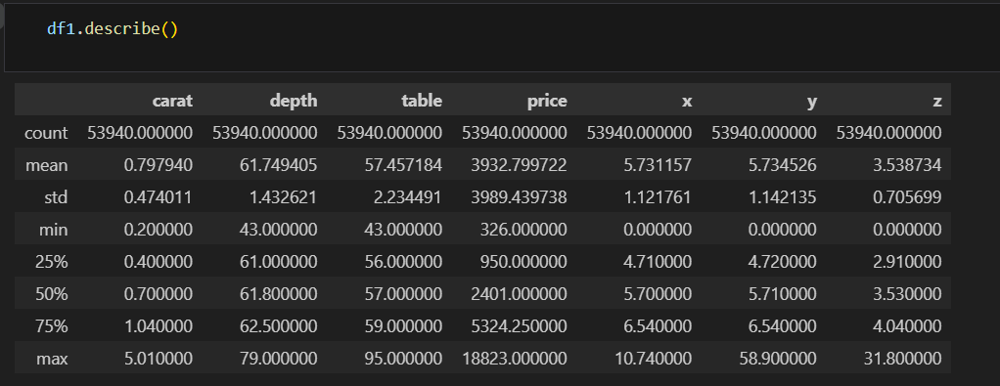 df1.describe()
carat depth table price x y z
count 53940.000000 53940.000000 53940.000000 53940.000000 53940.000000 53940.000000 53940.000000
mean 0.797940 61.749405 57.457184 3932.799722 5.731157 5.734526 3.538734
std 0.474011 1.432621 2.234491 3989.439738 1.121761 1.142135 0.705699
min 0.200000 43.000000 43.000000 326.000000 0.000000 0.000000 0.000000
25% 0.400000 61.000000 56.000000 950.000000 4.710000 4.720000 2.910000
50% 0.700000 61.800000 57.000000 2401.000000 5.700000 5.710000 3.530000
75% 1.040000 62.500000 59.000000 5324.250000 6.540000 6.540000 4.040000
max 5.010000 79.000000 95.000000 18823.000000 10.740000 58.900000 31.800000